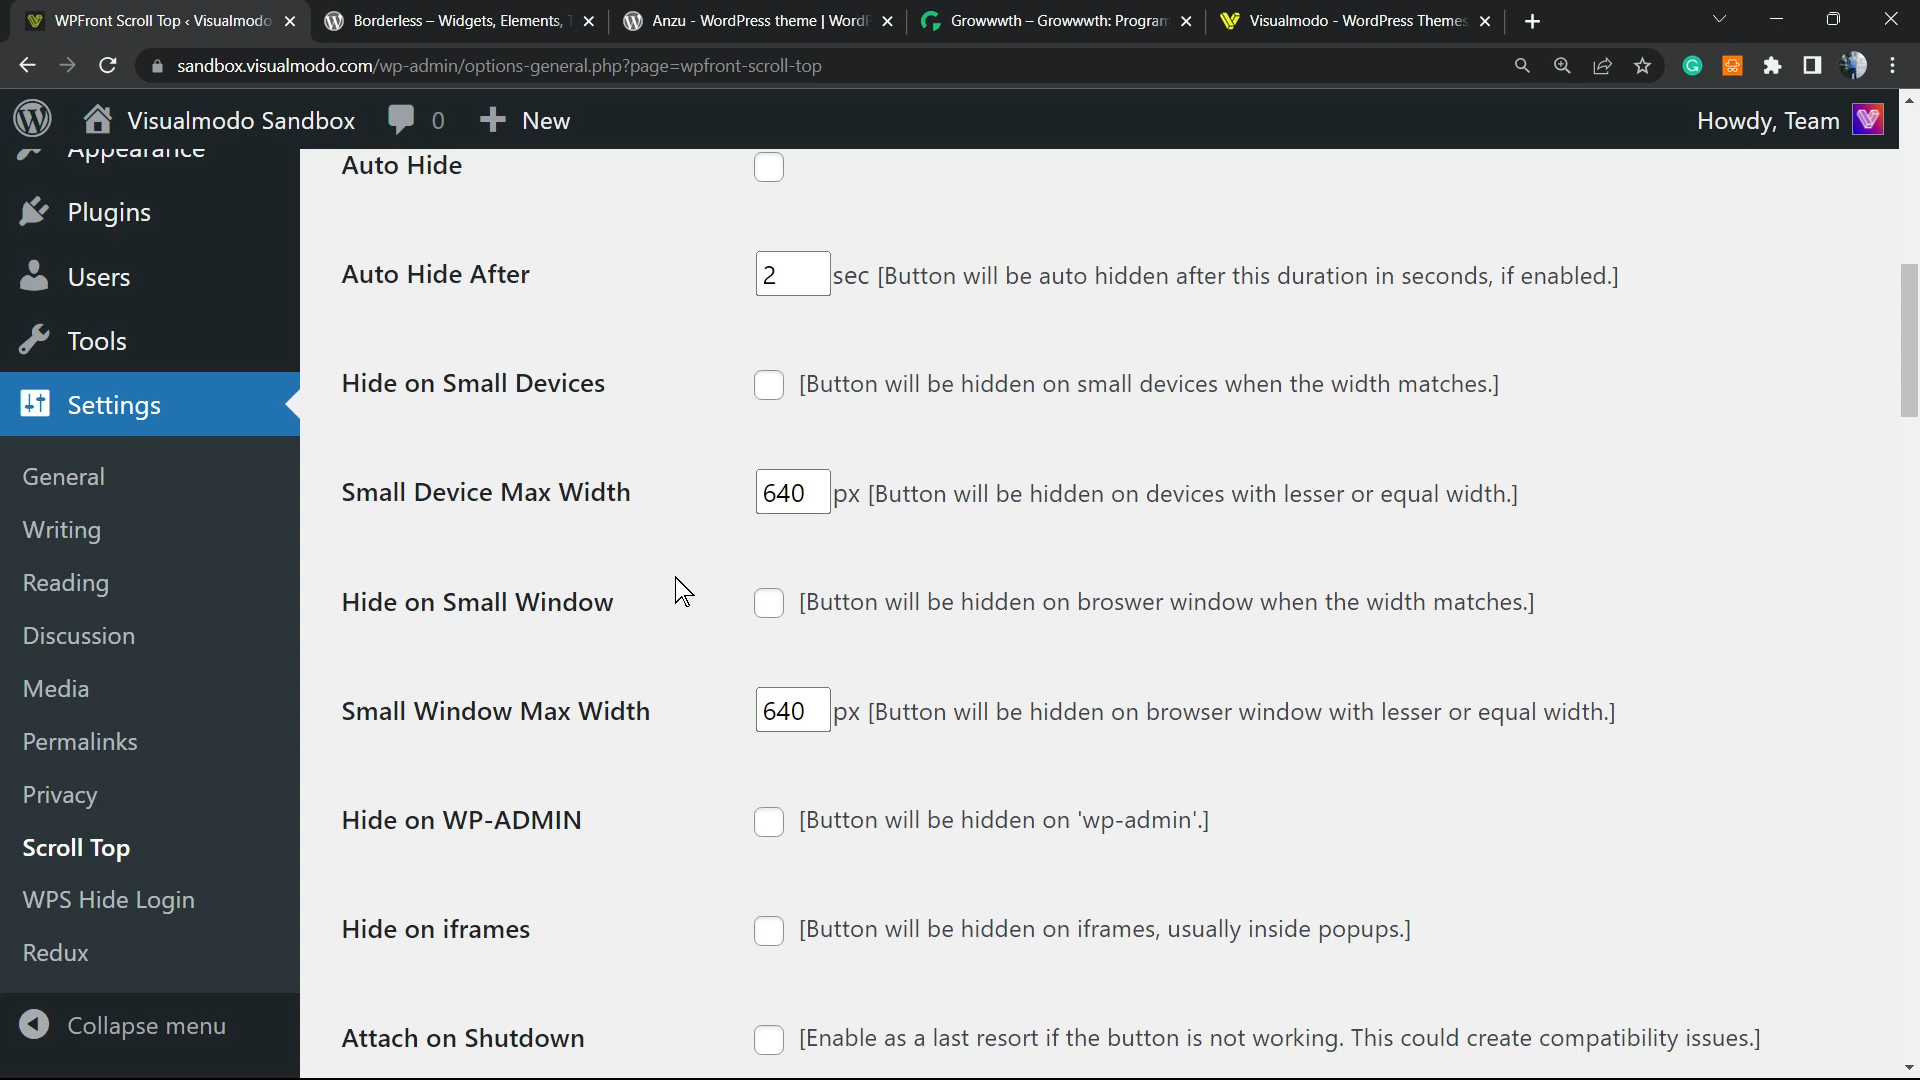 WPFront Scroll Top ‹ Visualmodo
Borderless – Widgets, Elements, T
Anzu - WordPress theme | WordP
Growwwth – Growwwth: Program
Visualmodo - WordPress Themes
sandbox.visualmodo.com/wp-admin/options-general.php?page=wpfront-scroll-top
Visualmodo Sandbox
0
New
Howdy, Team
Appearance
Plugins
Users
Tools
Settings
General
Writing
Reading
Discussion
Media
Permalinks
Privacy
Scroll Top
WPS Hide Login
Redux
Collapse menu
Auto Hide
Auto Hide After 2 sec [Button will be auto hidden after this duration in seconds, if enabled.]
Hide on Small Devices [Button will be hidden on small devices when the width matches.]
Small Device Max Width 640 px [Button will be hidden on devices with lesser or equal width.]
Hide on Small Window [Button will be hidden on broswer window when the width matches.]
Small Window Max Width 640 px [Button will be hidden on browser window with lesser or equal width.]
Hide on WP-ADMIN [Button will be hidden on 'wp-admin'.]
Hide on iframes [Button will be hidden on iframes, usually inside popups.]
Attach on Shutdown [Enable as a last resort if the button is not working. This could create compatibility issues.]